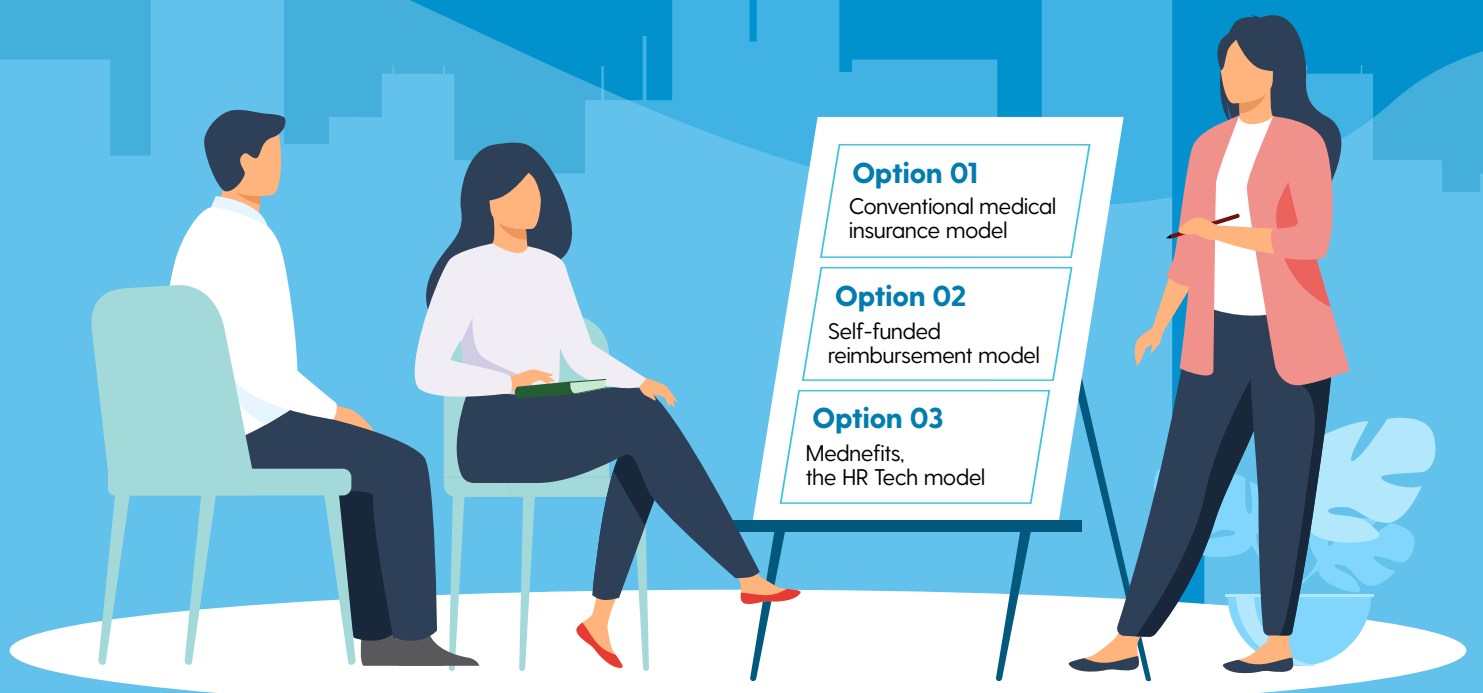 Option 01
Conventional medical
insurance model
Option 02
Self-funded
reimbursement model
Option 03
Mednefits,
the HR Tech model